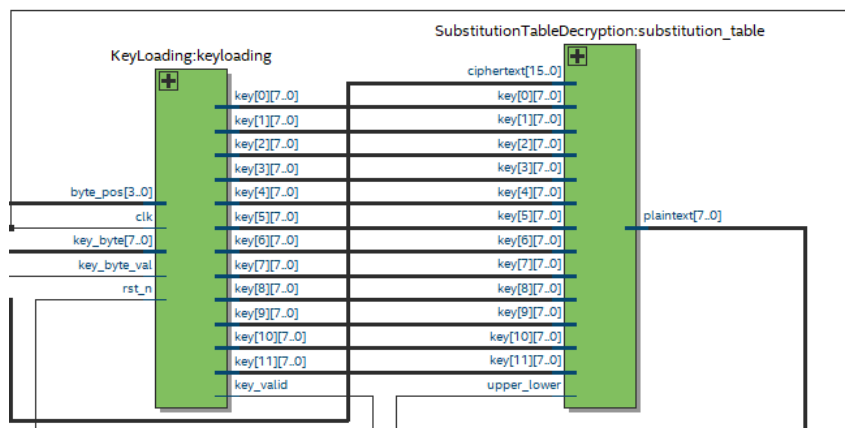 SubstitutionTableDecryption:substitution_table
KeyLoading:keyloading
byte_pos[3..0]
clk
key_byte[7..0]
key_byte_val
rst_n
key[0][7..0]
key[1][7..0]
key[2][7..0]
key[3][7..0]
key[4][7..0]
key[5][7..0]
key[6][7..0]
key[7][7..0]
key[8][7..0]
key[9][7..0]
key[10][7..0]
key[11][7..0]
key_valid
ciphertext[15..0]
key[0][7..0]
key[1][7..0]
key[2][7..0]
key[3][7..0]
key[4][7..0]
key[5][7..0]
key[6][7..0]
key[7][7..0]
key[8][7..0]
key[9][7..0]
key[10][7..0]
key[11][7..0]
upper_lower
plaintext[7..0]